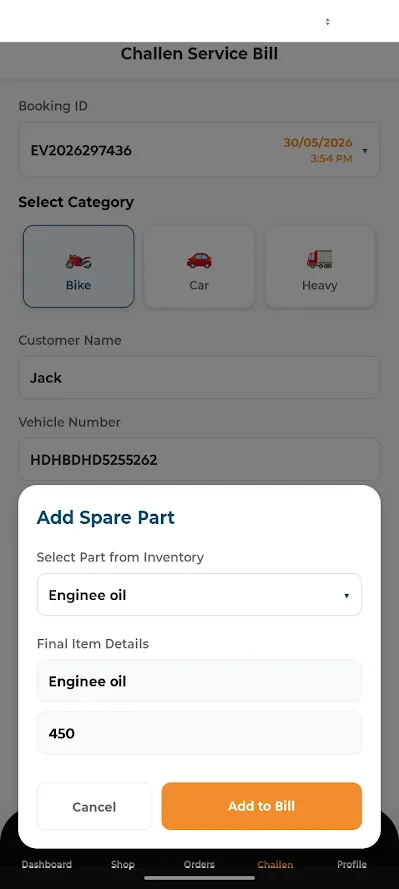 Challen Service Bill
Booking ID
EV2026297436
30/05/2026
3:54 PM
Select Category
Bike
Car
Heavy
Customer Name
Jack
Vehicle Number
HDHBDHD5255262
Add Spare Part
Select Part from Inventory
Enginee oil
Final Item Details
Enginee oil
450
Cancel
Add to Bill
Dashboard
Shop
Orders
Challen
Profile